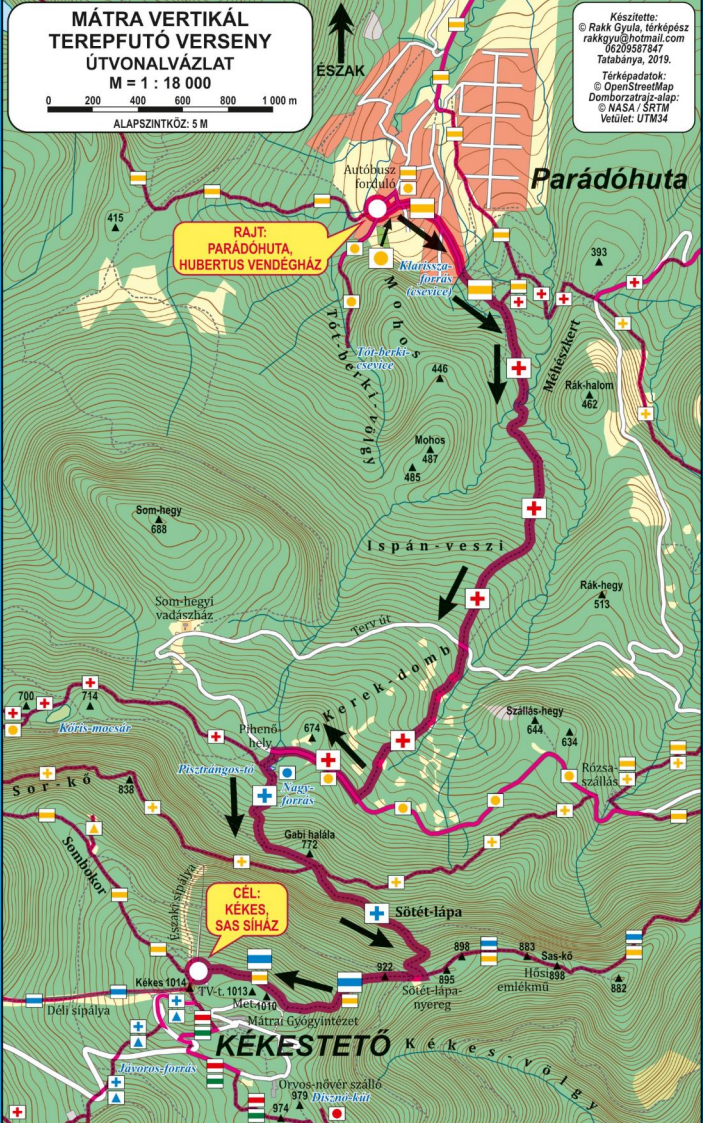 MÁTRA VERTIKÁL
TEREPFUTÓ VERSENY
ÚTVONALVÁZLAT
M = 1 : 18 000
0 200 400 600 800 1 000 m
ALAPSZINTKÖZ: 5 M
ÉSZAK
Készítette:
© Rakk Gyula, térképész
rakkgyu@hotmail.com
06209587847
Tatabánya, 2019.
Térképadatok:
© OpenStreetMap
Domborzatrajz-alap:
© NASA / SRTM
Vetület: UTM34
Autóbusz
forduló
Parádóhuta
415
RAJT:
PARÁDÓHUTA,
HUBERTUS VENDÉGHÁZ
Klarissza-
forrás
(csevice)
393
Mohos
Tót-berki-völgy
Tót-berki-
csevice
Méhészkert
446
Rák-halom
462
Mohos
487
485
Som-hegy
688
Ispán-veszi
Rák-hegy
513
Som-hegyi
vadászház
Terv út
Kerek-domb
700
714
Kőris-mocsár
Pihenő
hely
674
Szállás-hegy
644
634
Pisztrángos-tó
Nagy-
forrás
Rózsa-
szállás
Sor-kő
838
Gabi halála
772
Sombokor
Északi sípálya
CÉL:
KÉKES,
SAS SÍHÁZ
Sötét-lápa
898
883
Sas-kő
898
922
895
Hősi
emlékmű
882
Kékes 1014
TV-t.
1013
Met.
1010
Sötét-lápa-
nyereg
Déli sípálya
Mátrai Gyógyintézet
KÉKESTETŐ
Kékes-völgy
Jávoros-forrás
Orvos-nővér szálló
979
Disznó-kút
974